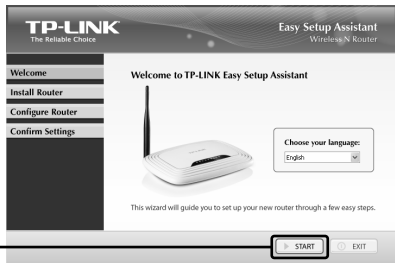 TP-LINK
The Reliable Choice
Easy Setup Assistant
Wireless N Router
Welcome
Install Router
Configure Router
Confirm Settings
Welcome to TP-LINK Easy Setup Assistant
Choose your language:
English
This wizard will guide you to set up your new router through a few easy steps.
START
EXIT